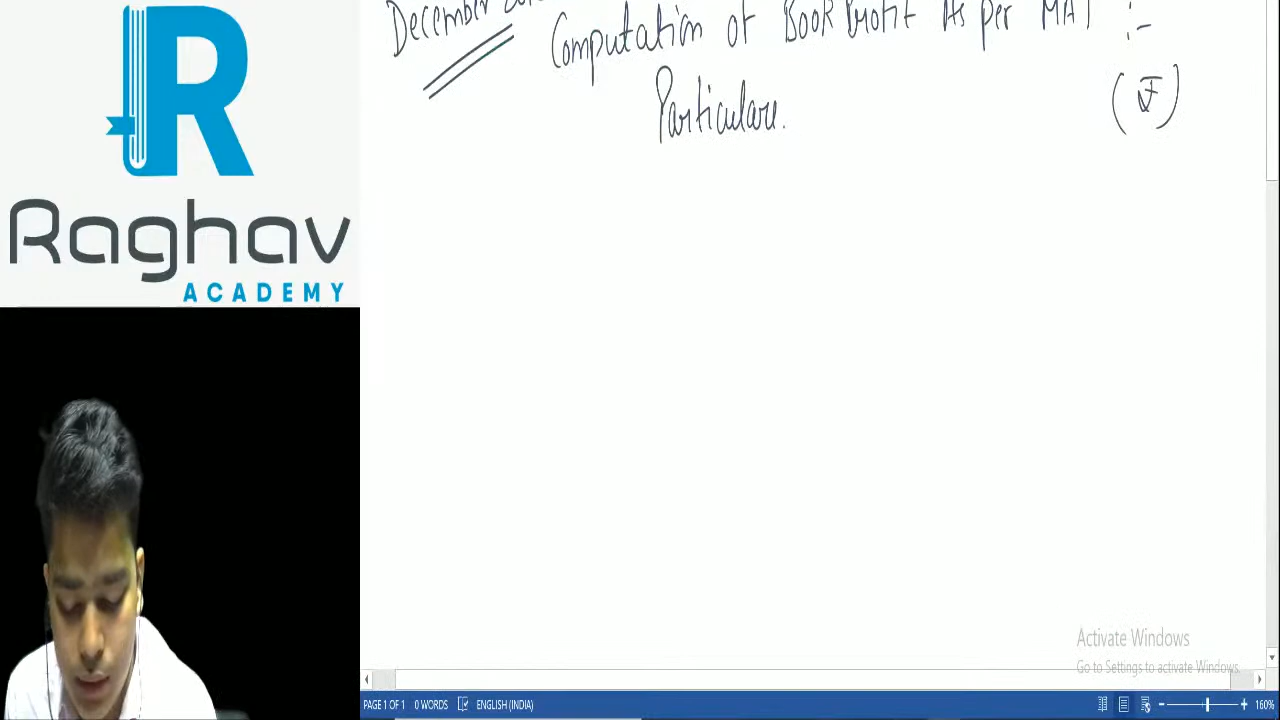 December
Computation of Book Profit As per MAT :-
Particulars.
(₹)
R
Raghav
ACADEMY
Activate Windows
Go to Settings to activate Windows.
PAGE 1 OF 1 0 WORDS ENGLISH (INDIA) 160%